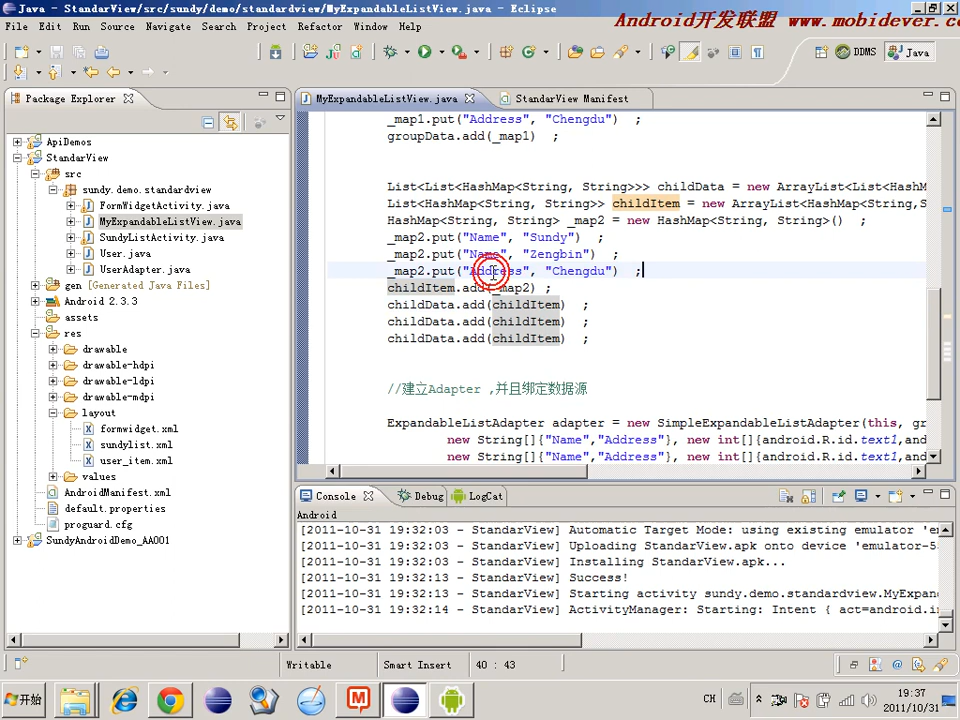 Java - StandarView/src/sundy/demo/standardview/MyExpandableListView.java - Eclipse
Android开发联盟 www.mobidever.co
File Edit Run Source Navigate Search Project Refactor Window Help
DDMS Java
Package Explorer
MyExpandableListView.java StandarView Manifest
ApiDemos
StandarView
src
sundy.demo.standardview
FormWidgetActivity.java
MyExpandableListView.java
SundyListActivity.java
User.java
UserAdapter.java
gen [Generated Java Files]
Android 2.3.3
assets
res
drawable
drawable-hdpi
drawable-ldpi
drawable-mdpi
layout
formwidget.xml
sundylist.xml
user_item.xml
values
AndroidManifest.xml
default.properties
proguard.cfg
SundyAndroidDemo_AA001
_map1.put("Address", "Chengdu") ;
groupData.add(_map1) ;
List<List<HashMap<String, String>>> childData = new ArrayList<List<HashM
List<HashMap<String, String>> childItem = new ArrayList<HashMap<String,S
HashMap<String, String> _map2 = new HashMap<String, String>() ;
_map2.put("Name", "Sundy") ;
_map2.put("Name", "Zengbin") ;
_map2.put("Address", "Chengdu") ;
childItem.add(_map2) ;
childData.add(childItem) ;
childData.add(childItem) ;
childData.add(childItem) ;
//建立Adapter ,并且绑定数据源
ExpandableListAdapter adapter = new SimpleExpandableListAdapter(this, gr
new String[]{"Name","Address"}, new int[]{android.R.id.text1,and
new String[]{"Name","Address"}, new int[]{android.R.id.text1,and
Console Debug LogCat
Android
[2011-10-31 19:32:03 - StandarView] Automatic Target Mode: using existing emulator 'em
[2011-10-31 19:32:03 - StandarView] Uploading StandarView.apk onto device 'emulator-5
[2011-10-31 19:32:03 - StandarView] Installing StandarView.apk...
[2011-10-31 19:32:13 - StandarView] Success!
[2011-10-31 19:32:13 - StandarView] Starting activity sundy.demo.standardview.MyExpan
[2011-10-31 19:32:14 - StandarView] ActivityManager: Starting: Intent { act=android.i
Writable Smart Insert 40 : 43
开始
CH
19:37
2011/10/31